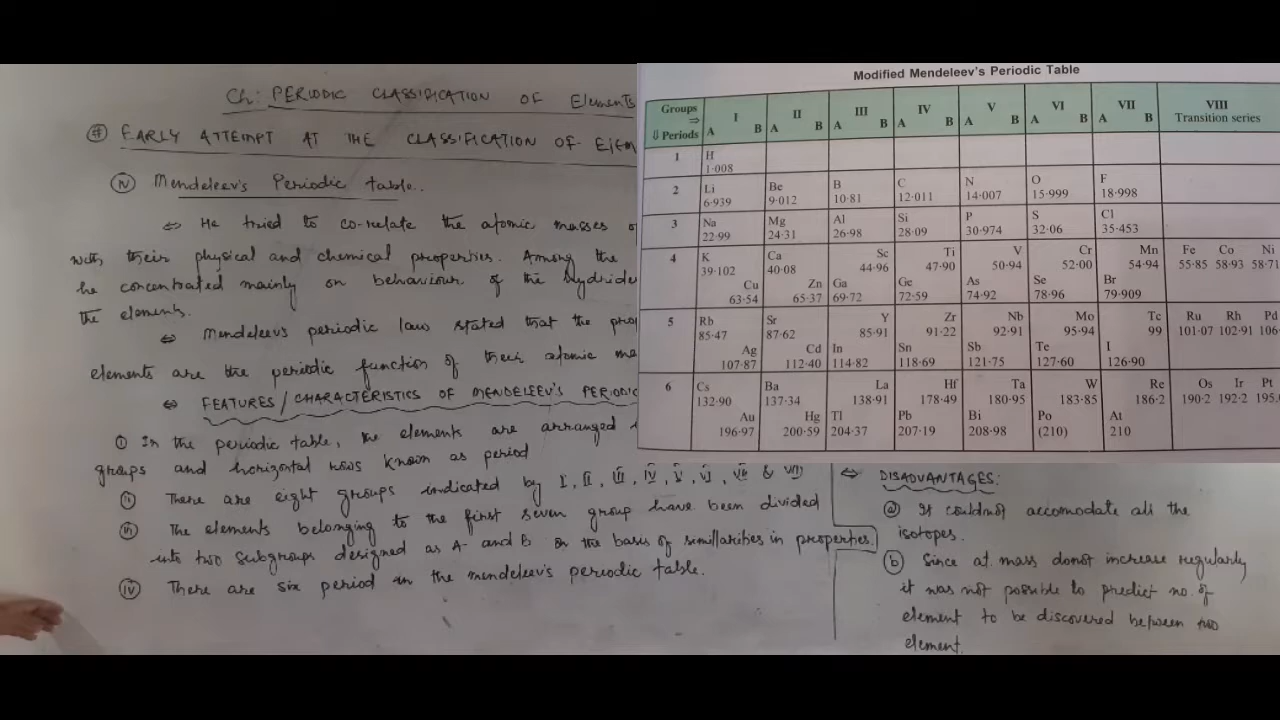 Ch: PERIODIC CLASSIFICATION OF Elements
# EARLY ATTEMPT AT THE CLASSIFICATION OF
iv Mendeleev's Periodic table..
⇔ He tried to co-relate the atomic masses
with their physical and chemical properties. Among the
he concentrated mainly on behaviour of the hydride
the elements.
⇔ Mendeleevs periodic law stated that the
elements are the periodic function of their atomic
⇔ FEATURES/CHARACTERISTICS OF MENDELEEV'S PERIODIC
i In the periodic table, the elements are arranged
groups and horizontal rows known as period
ii There are eight groups indicated by I, II, III, IV, V, VI, VII & VIII
iii The elements belonging to the first seven group have been divided
into two subgroups designed as A- and B on the basis of simillarities in properties.
iv There are six period in the mendeleev's periodic table.
Modified Mendeleev's Periodic Table
Groups ⇒ I II III IV V VI VII VIII
⇓ Periods A B A B A B A B A B A B A B Transition series
1 H
1·008
2 Li Be B C N O F
6·939 9·012 10·81 12·011 14·007 15·999 18·998
3 Na Mg Al Si P S Cl
22·99 24·31 26·98 28·09 30·974 32·06 35·453
4 K Ca Sc Ti V Cr Mn Fe Co Ni
39·102 40·08 44·96 47·90 50·94 52·00 54·94 55·85 58·93 58·71
Cu Zn Ga Ge As Se Br
63·54 65·37 69·72 72·59 74·92 78·96 79·909
5 Rb Sr Y Zr Nb Mo Tc Ru Rh Pd
85·47 87·62 85·91 91·22 92·91 95·94 99 101·07 102·91 106·
Ag Cd In Sn Sb Te I
107·87 112·40 114·82 118·69 121·75 127·60 126·90
6 Cs Ba La Hf Ta W Re Os Ir Pt
132·90 137·34 138·91 178·49 180·95 183·85 186·2 190·2 192·2 195·
Au Hg Tl Pb Bi Po At
196·97 200·59 204·37 207·19 208·98 (210) 210
⇔ DISADVANTAGES:
a It couldnot accomodate all the
isotopes.
b Since at. mass donot increase regularly
it was not possible to predict no. of
element to be discovered between two
element.